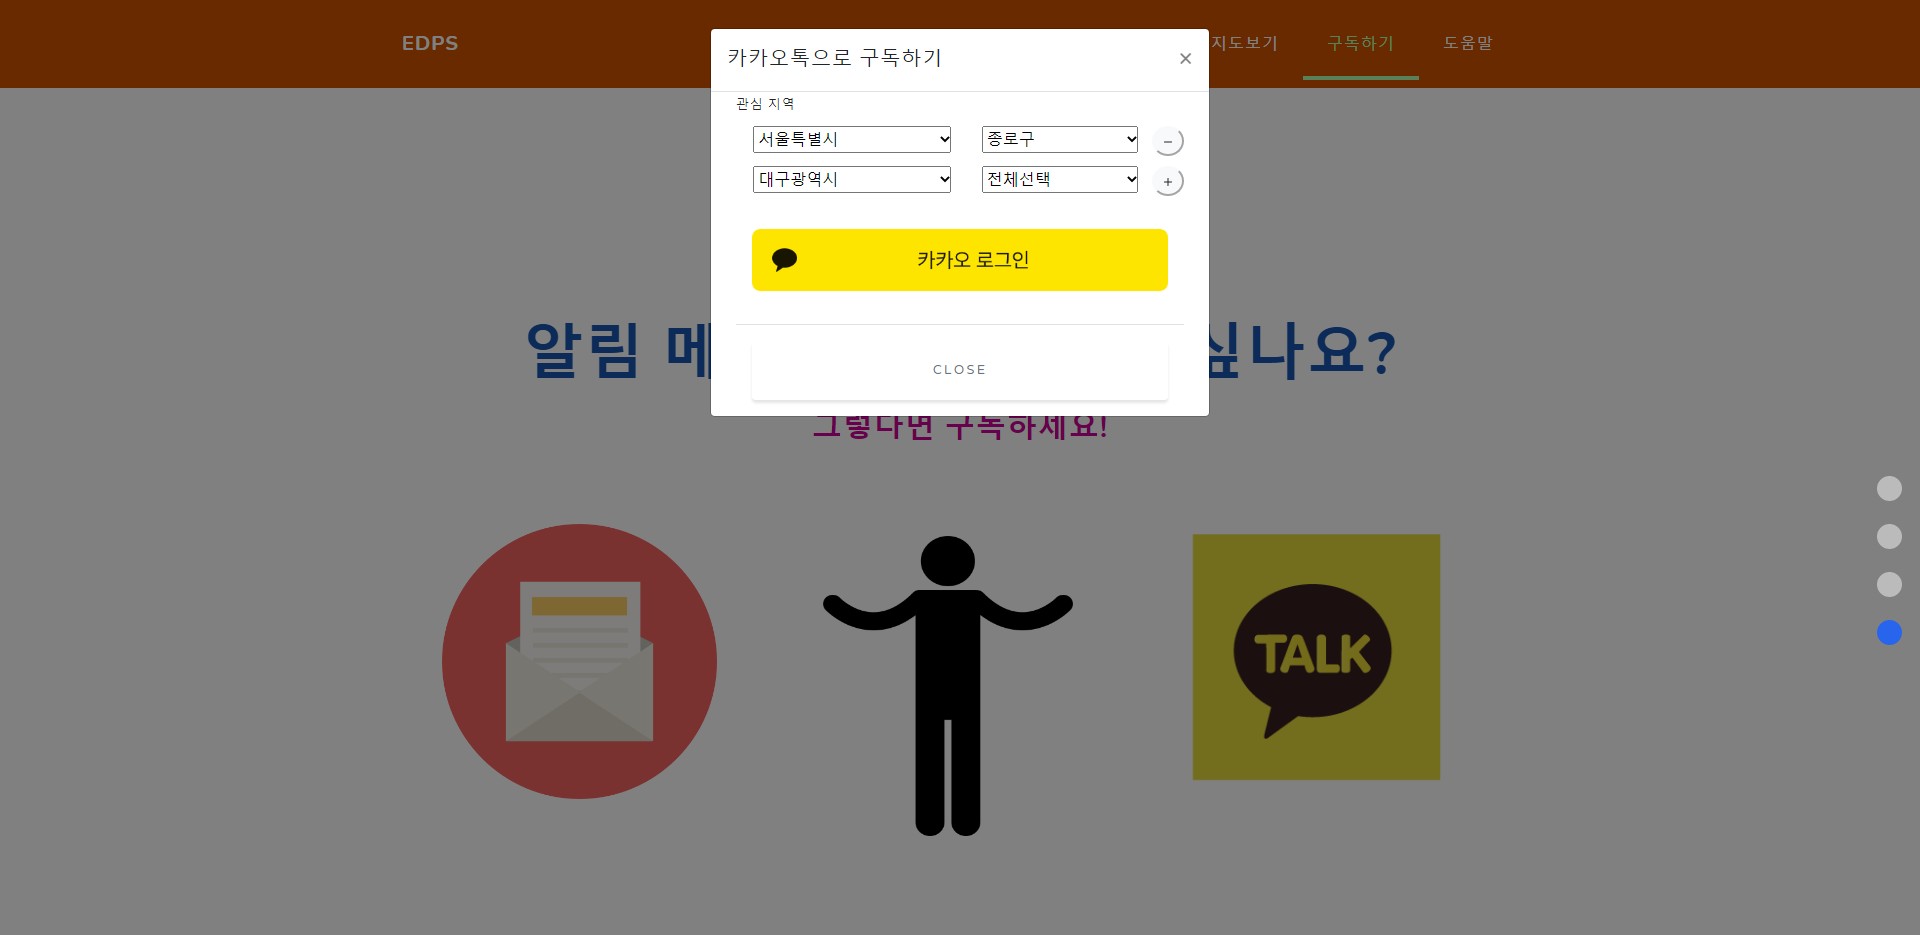 EDPS
지도보기
구독하기
도움말
카카오톡으로 구독하기
×
관심 지역
서울특별시
종로구
−
대구광역시
전체선택
+
카카오 로그인
CLOSE
알림 메 싶나요?
그렇다면 구독하세요!
TALK